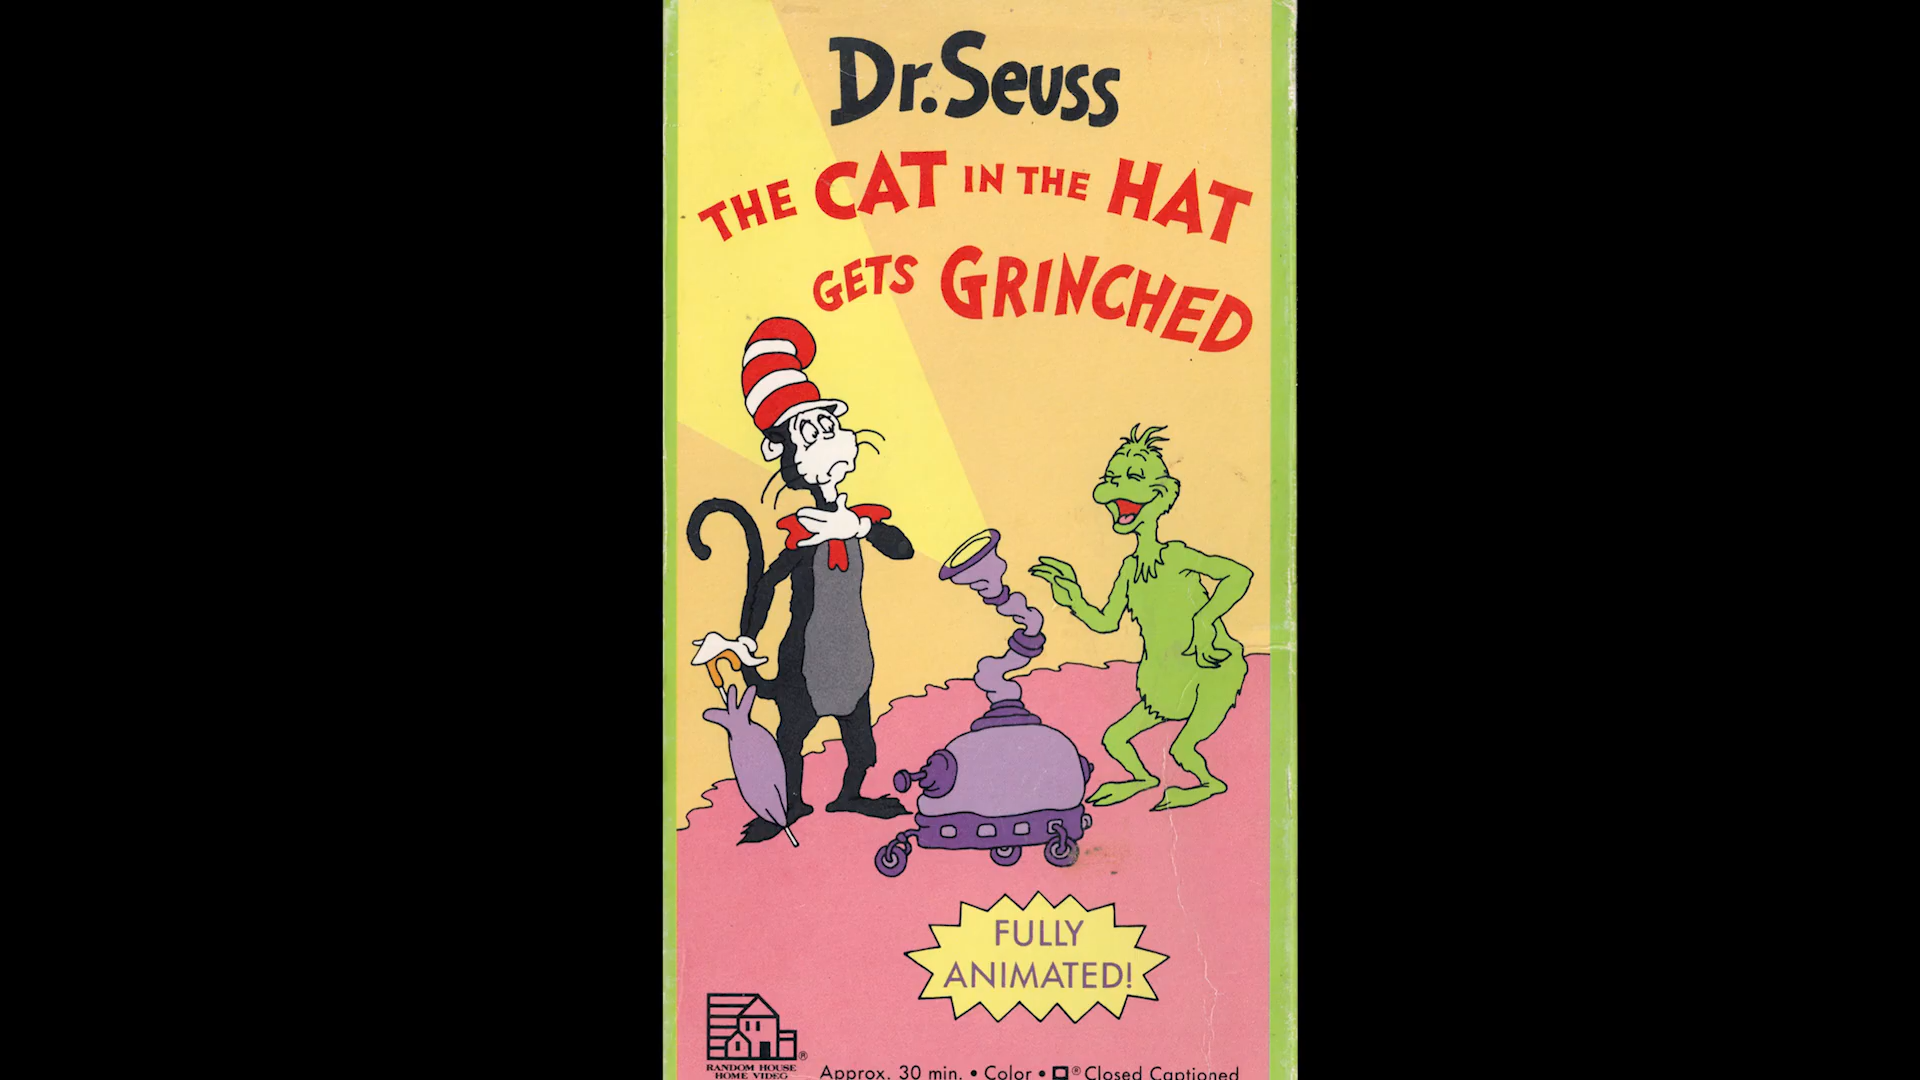 Dr. Seuss
THE CAT IN THE HAT
GETS GRINCHED
FULLY
ANIMATED!
®
RANDOM HOUSE
HOME VIDEO
Approx. 30 min. • Color • ® Closed Captioned